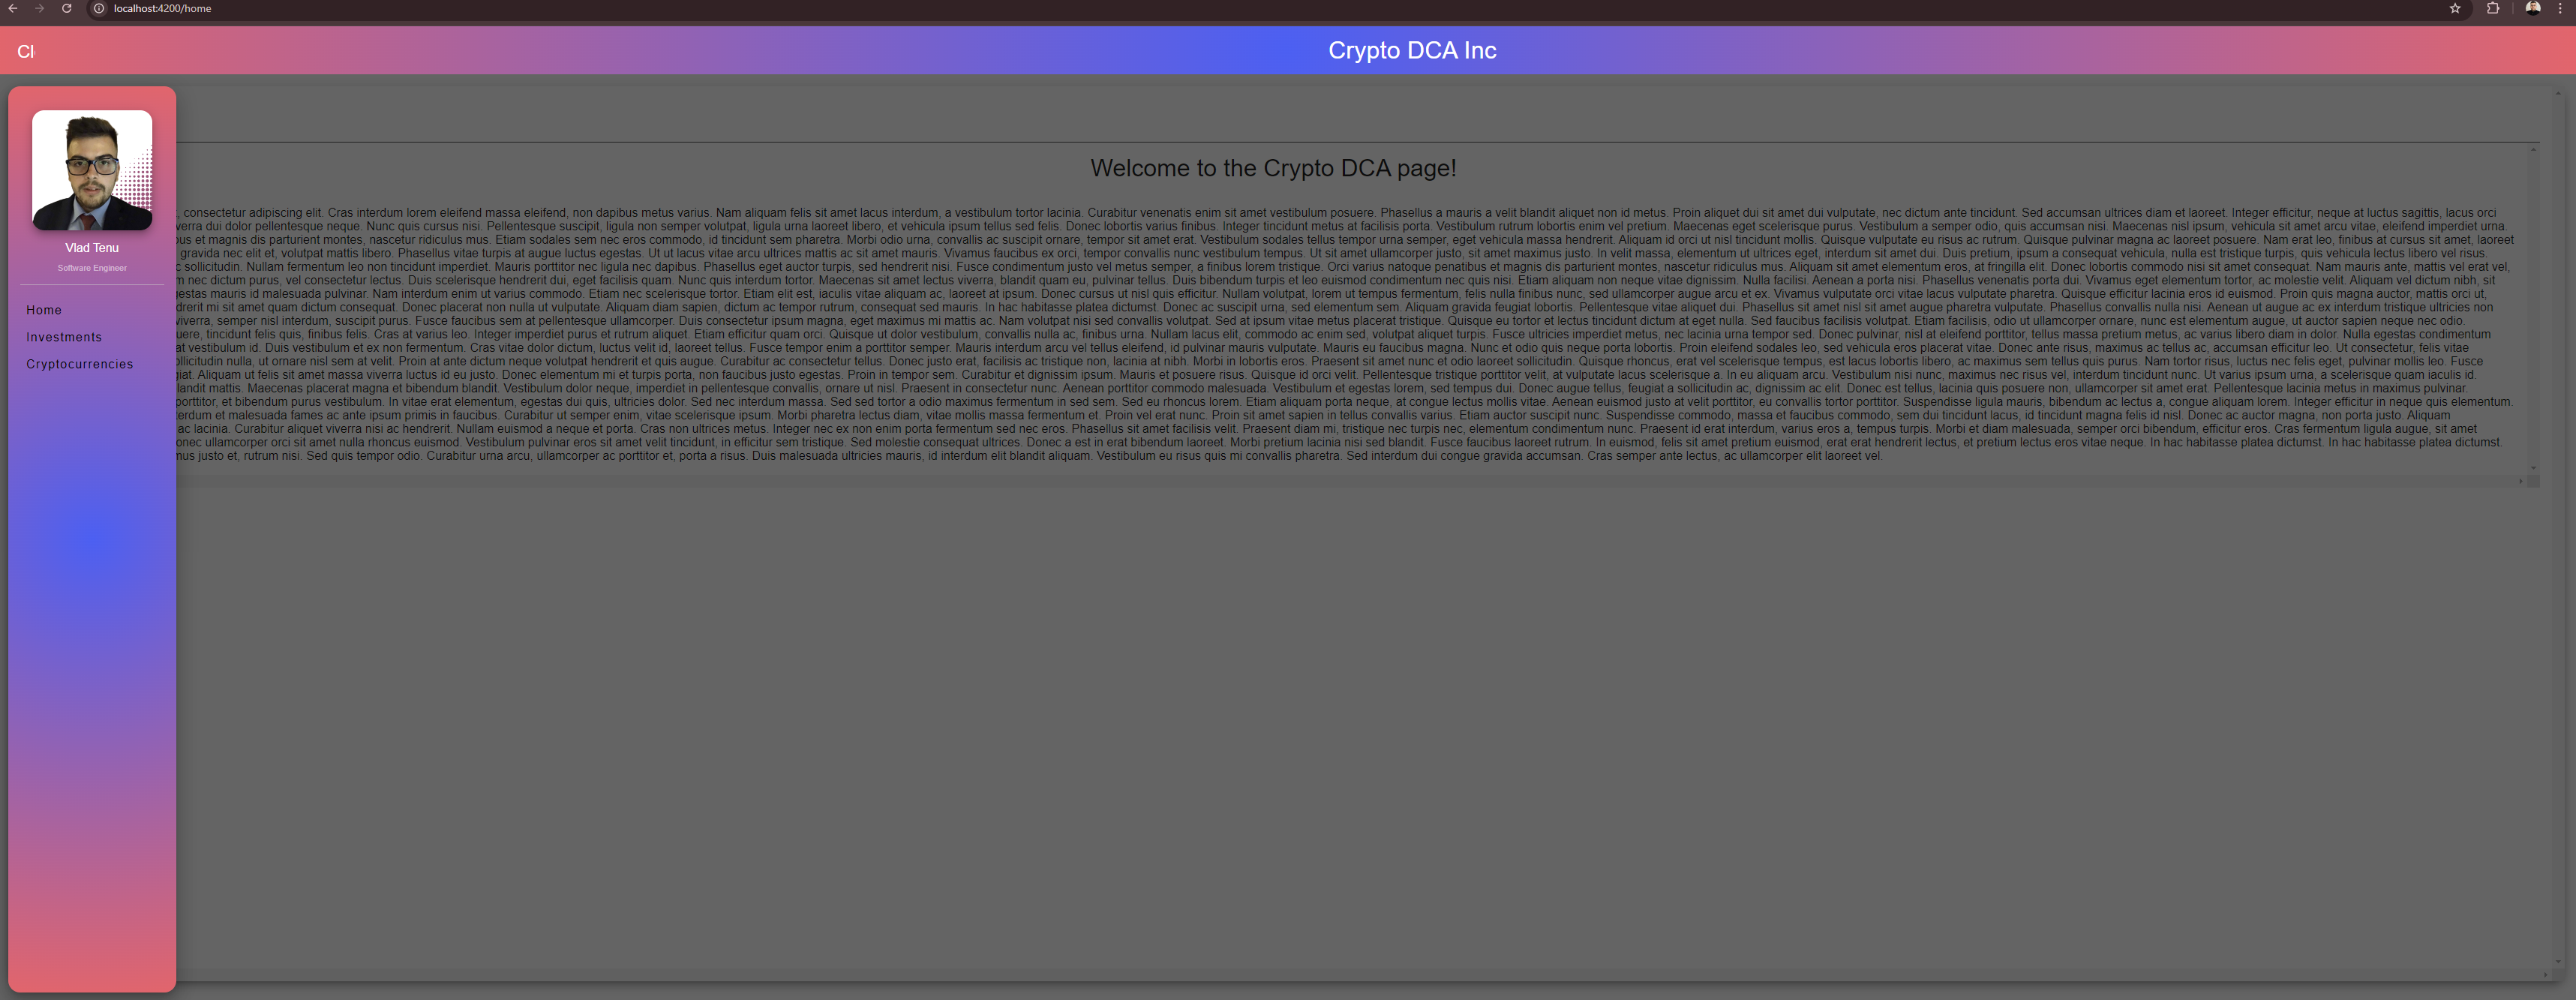 localhost:4200/home
Cl
Crypto DCA Inc
Vlad Tenu
Software Engineer
Home
Investments
Cryptocurrencies
Welcome to the Crypto DCA page!
, consectetur adipiscing elit. Cras interdum lorem eleifend massa eleifend, non dapibus metus varius. Nam aliquam felis sit amet lacus interdum, a vestibulum tortor lacinia. Curabitur venenatis enim sit amet vestibulum posuere. Phasellus a mauris a velit blandit aliquet non id metus. Proin aliquet dui sit amet dui vulputate, nec dictum ante tincidunt. Sed accumsan ultrices diam et laoreet. Integer efficitur, neque at luctus sagittis, lacus orci
verra dui dolor pellentesque neque. Nunc quis cursus nisi. Pellentesque suscipit, ligula non semper volutpat, ligula urna laoreet libero, et vehicula ipsum tellus sed felis. Donec lobortis varius finibus. Integer tincidunt metus at facilisis porta. Vestibulum rutrum lobortis enim vel pretium. Maecenas eget scelerisque purus. Vestibulum a semper odio, quis accumsan nisi. Maecenas nisl ipsum, vehicula sit amet arcu vitae, eleifend imperdiet urna.
us et magnis dis parturient montes, nascetur ridiculus mus. Etiam sodales sem nec eros commodo, id tincidunt sem pharetra. Morbi odio urna, convallis ac suscipit ornare, tempor sit amet erat. Vestibulum sodales tellus tempor urna semper, eget vehicula massa hendrerit. Aliquam id orci ut nisl tincidunt mollis. Quisque vulputate eu risus ac rutrum. Quisque pulvinar magna ac laoreet posuere. Nam erat leo, finibus at cursus sit amet, laoreet
gravida nec elit et, volutpat mattis libero. Phasellus vitae turpis at augue luctus egestas. Ut ut lacus vitae arcu ultrices mattis ac sit amet mauris. Vivamus faucibus ex orci, tempor convallis nunc vestibulum tempus. Ut sit amet ullamcorper justo, sit amet maximus justo. In velit massa, elementum ut ultrices eget, interdum sit amet dui. Duis pretium, ipsum a consequat vehicula, nulla est tristique turpis, quis vehicula lectus libero vel risus.
c sollicitudin. Nullam fermentum leo non tincidunt imperdiet. Mauris porttitor nec ligula nec dapibus. Phasellus eget auctor turpis, sed hendrerit nisi. Fusce condimentum justo vel metus semper, a finibus lorem tristique. Orci varius natoque penatibus et magnis dis parturient montes, nascetur ridiculus mus. Aliquam sit amet elementum eros, at fringilla elit. Donec lobortis commodo nisi sit amet consequat. Nam mauris ante, mattis vel erat vel,
m nec dictum purus, vel consectetur lectus. Duis scelerisque hendrerit dui, eget facilisis quam. Nunc quis interdum tortor. Maecenas sit amet lectus viverra, blandit quam eu, pulvinar tellus. Duis bibendum turpis et leo euismod condimentum nec quis nisi. Etiam aliquam non neque vitae dignissim. Nulla facilisi. Aenean a porta nisi. Phasellus venenatis porta dui. Vivamus eget elementum tortor, ac molestie velit. Aliquam vel dictum nibh, sit
gestas mauris id malesuada pulvinar. Nam interdum enim ut varius commodo. Etiam nec scelerisque tortor. Etiam elit est, iaculis vitae aliquam ac, laoreet at ipsum. Donec cursus ut nisl quis efficitur. Nullam volutpat, lorem ut tempus fermentum, felis nulla finibus nunc, sed ullamcorper augue arcu et ex. Vivamus vulputate orci vitae lacus vulputate pharetra. Quisque efficitur lacinia eros id euismod. Proin quis magna auctor, mattis orci ut,
drerit mi sit amet quam dictum consequat. Donec placerat non nulla ut vulputate. Aliquam diam sapien, dictum ac tempor rutrum, consequat sed mauris. In hac habitasse platea dictumst. Donec ac suscipit urna, sed elementum sem. Aliquam gravida feugiat lobortis. Pellentesque vitae aliquet dui. Phasellus sit amet nisl sit amet augue pharetra vulputate. Phasellus convallis nulla nisi. Aenean ut augue ac ex interdum tristique ultricies non
viverra, semper nisl interdum, suscipit purus. Fusce faucibus sem at pellentesque ullamcorper. Duis consectetur ipsum magna, eget maximus mi mattis ac. Nam volutpat nisi sed convallis volutpat. Sed at ipsum vitae metus placerat tristique. Quisque eu tortor et lectus tincidunt dictum at eget nulla. Sed faucibus facilisis volutpat. Etiam facilisis, odio ut ullamcorper ornare, nunc est elementum augue, ut auctor sapien neque nec odio.
uere, tincidunt felis quis, finibus felis. Cras at varius leo. Integer imperdiet purus et rutrum aliquet. Etiam efficitur quam orci. Quisque ut dolor vestibulum, convallis nulla ac, finibus urna. Nullam lacus elit, commodo ac enim sed, volutpat aliquet turpis. Fusce ultricies imperdiet metus, nec lacinia urna tempor sed. Donec pulvinar, nisl at eleifend porttitor, tellus massa pretium metus, ac varius libero diam in dolor. Nulla egestas condimentum
at vestibulum id. Duis vestibulum et ex non fermentum. Cras vitae dolor dictum, luctus velit id, laoreet tellus. Fusce tempor enim a porttitor semper. Mauris interdum arcu vel tellus eleifend, id pulvinar mauris vulputate. Mauris eu faucibus magna. Nunc et odio quis neque porta lobortis. Proin eleifend sodales leo, sed vehicula eros placerat vitae. Donec ante risus, maximus ac tellus ac, accumsan efficitur leo. Ut consectetur, felis vitae
ollicitudin nulla, ut ornare nisl sem at velit. Proin at ante dictum neque volutpat hendrerit et quis augue. Curabitur ac consectetur tellus. Donec justo erat, facilisis ac tristique non, lacinia at nibh. Morbi in lobortis eros. Praesent sit amet nunc et odio laoreet sollicitudin. Quisque rhoncus, erat vel scelerisque tempus, est lacus lobortis libero, ac maximus sem tellus quis purus. Nam tortor risus, luctus nec felis eget, pulvinar mollis leo. Fusce
giat. Aliquam ut felis sit amet massa viverra luctus id eu justo. Donec elementum mi et turpis porta, non faucibus justo egestas. Proin in tempor sem. Curabitur et dignissim ipsum. Mauris et posuere risus. Quisque id orci velit. Pellentesque tristique porttitor velit, at vulputate lacus scelerisque a. In eu aliquam arcu. Vestibulum nisi nunc, maximus nec risus vel, interdum tincidunt nunc. Ut varius ipsum urna, a scelerisque quam iaculis id.
landit mattis. Maecenas placerat magna et bibendum blandit. Vestibulum dolor neque, imperdiet in pellentesque convallis, ornare ut nisl. Praesent in consectetur nunc. Aenean porttitor commodo malesuada. Vestibulum et egestas lorem, sed tempus dui. Donec augue tellus, feugiat a sollicitudin ac, dignissim ac elit. Donec est tellus, lacinia quis posuere non, ullamcorper sit amet erat. Pellentesque lacinia metus in maximus pulvinar.
porttitor, et bibendum purus vestibulum. In vitae erat elementum, egestas dui quis, ultricies dolor. Sed nec interdum massa. Sed sed tortor a odio maximus fermentum in sed sem. Sed eu rhoncus lorem. Etiam aliquam porta neque, at congue lectus mollis vitae. Aenean euismod justo at velit porttitor, eu convallis tortor porttitor. Suspendisse ligula mauris, bibendum ac lectus a, congue aliquam lorem. Integer efficitur in neque quis elementum.
terdum et malesuada fames ac ante ipsum primis in faucibus. Curabitur ut semper enim, vitae scelerisque ipsum. Morbi pharetra lectus diam, vitae mollis massa fermentum et. Proin vel erat nunc. Proin sit amet sapien in tellus convallis varius. Etiam auctor suscipit nunc. Suspendisse commodo, massa et faucibus commodo, sem dui tincidunt lacus, id tincidunt magna felis id nisl. Donec ac auctor magna, non porta justo. Aliquam
ac lacinia. Curabitur aliquet viverra nisi ac hendrerit. Nullam euismod a neque et porta. Cras non ultrices metus. Integer nec ex non enim porta fermentum sed nec eros. Phasellus sit amet facilisis velit. Praesent diam mi, tristique nec turpis nec, elementum condimentum nunc. Praesent id erat interdum, varius eros a, tempus turpis. Morbi et diam malesuada, semper orci bibendum, efficitur eros. Cras fermentum ligula augue, sit amet
onec ullamcorper orci sit amet nulla rhoncus euismod. Vestibulum pulvinar eros sit amet velit tincidunt, in efficitur sem tristique. Sed molestie consequat ultrices. Donec a est in erat bibendum laoreet. Morbi pretium lacinia nisi sed blandit. Fusce faucibus laoreet rutrum. In euismod, felis sit amet pretium euismod, erat erat hendrerit lectus, et pretium lectus eros vitae neque. In hac habitasse platea dictumst. In hac habitasse platea dictumst.
mus justo et, rutrum nisi. Sed quis tempor odio. Curabitur urna arcu, ullamcorper ac porttitor et, porta a risus. Duis malesuada ultricies mauris, id interdum elit blandit aliquam. Vestibulum eu risus quis mi convallis pharetra. Sed interdum dui congue gravida accumsan. Cras semper ante lectus, ac ullamcorper elit laoreet vel.